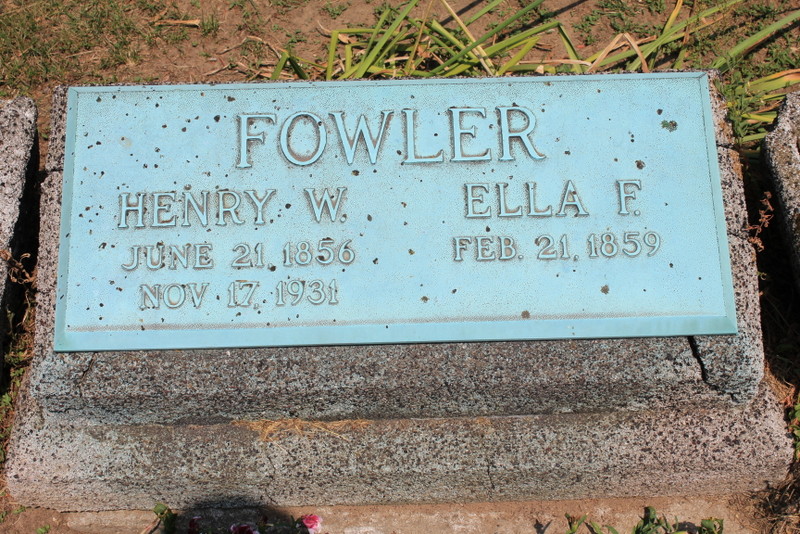 FOWLER
HENRY W.
JUNE 21, 1856
NOV 17, 1931
ELLA F.
FEB. 21, 1859